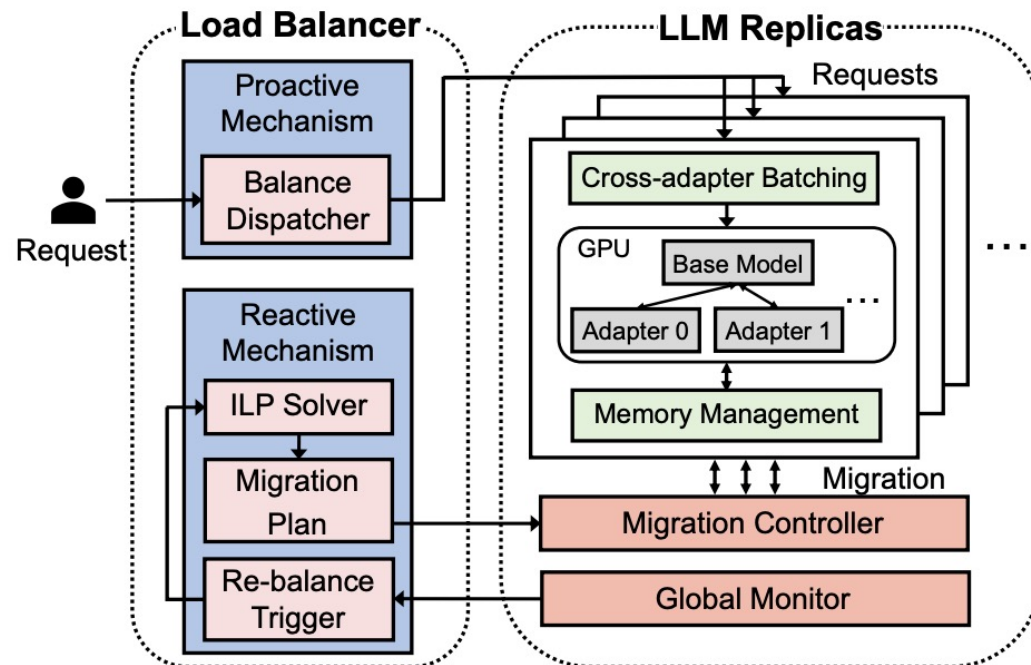 Load Balancer
Proactive
Mechanism
Balance
Dispatcher
Request
Reactive
Mechanism
ILP Solver
Migration
Plan
Re-balance
Trigger
LLM Replicas
Requests
Cross-adapter Batching
GPU
Base Model
...
Adapter 0
Adapter 1
Memory Management
...
Migration
Migration Controller
Global Monitor